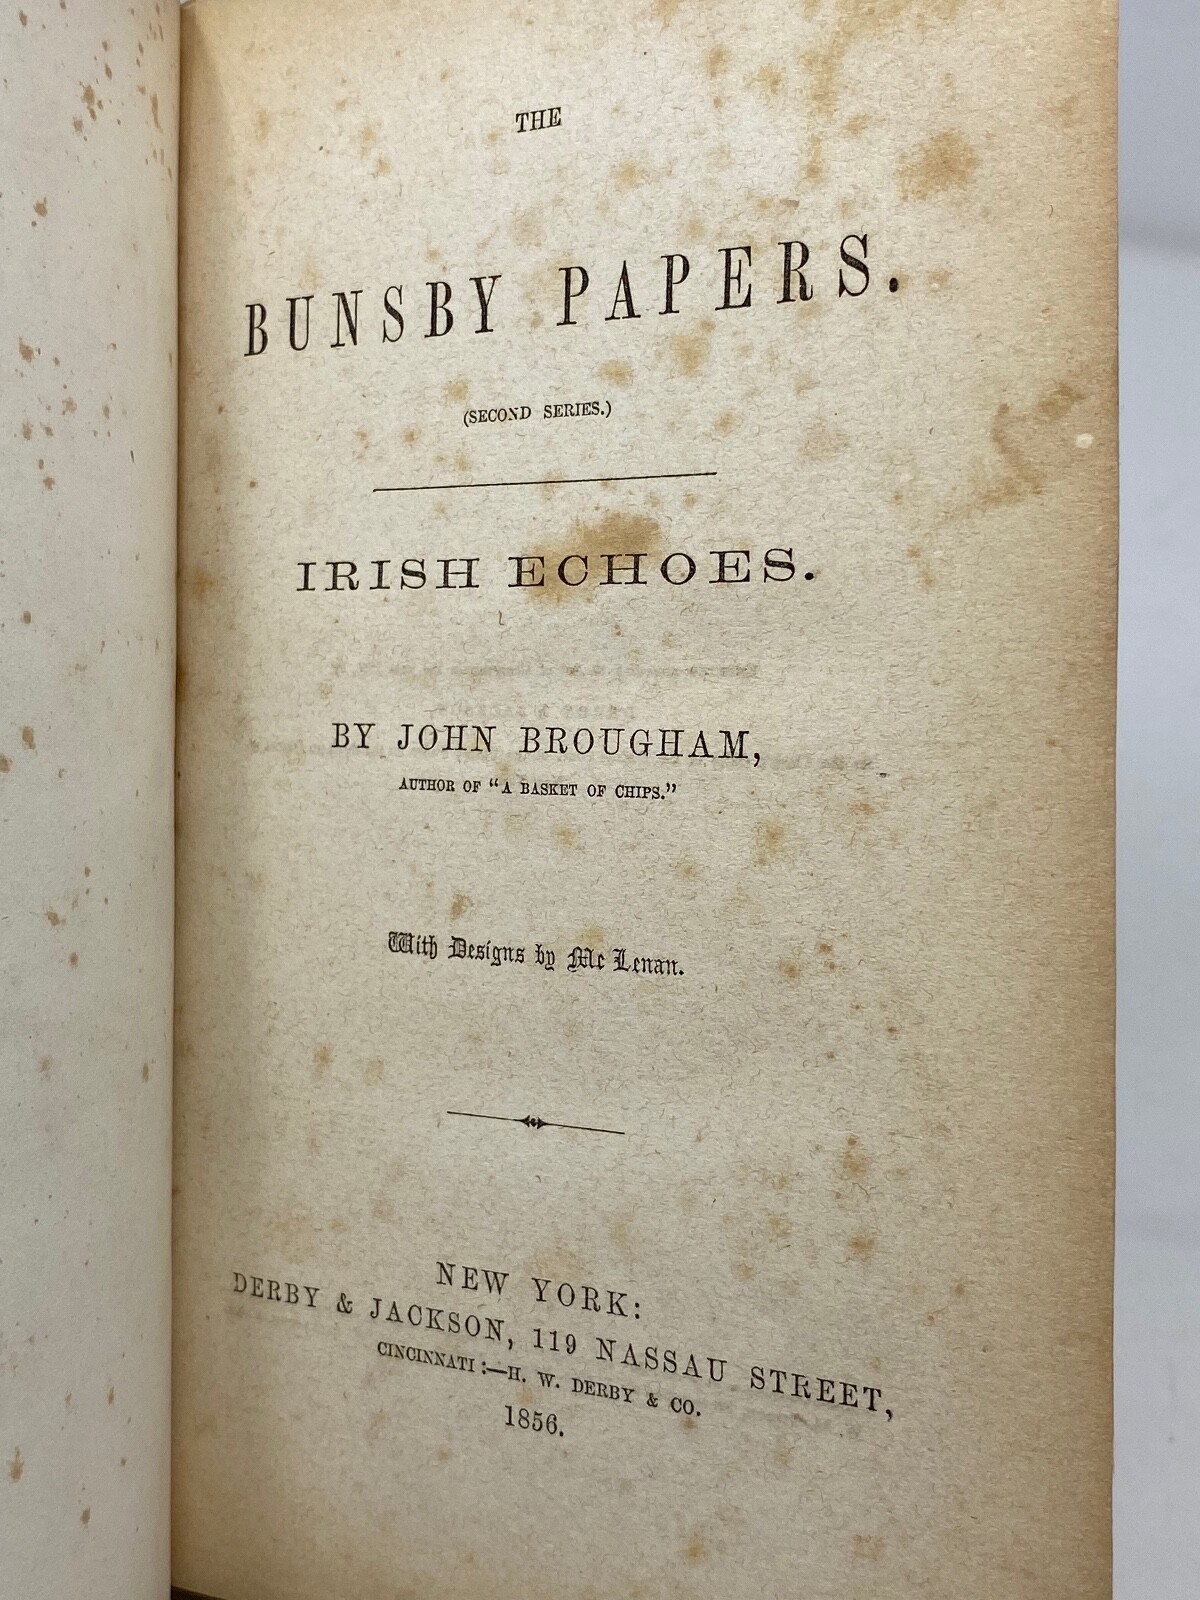 THE
BUNSBY PAPERS.
(SECOND SERIES.)
IRISH ECHOES.
BY JOHN BROUGHAM,
AUTHOR OF "A BASKET OF CHIPS."
With Designs by Mc Lenan.
NEW YORK:
DERBY & JACKSON, 119 NASSAU STREET,
CINCINNATI:—H. W. DERBY & CO.
1856.